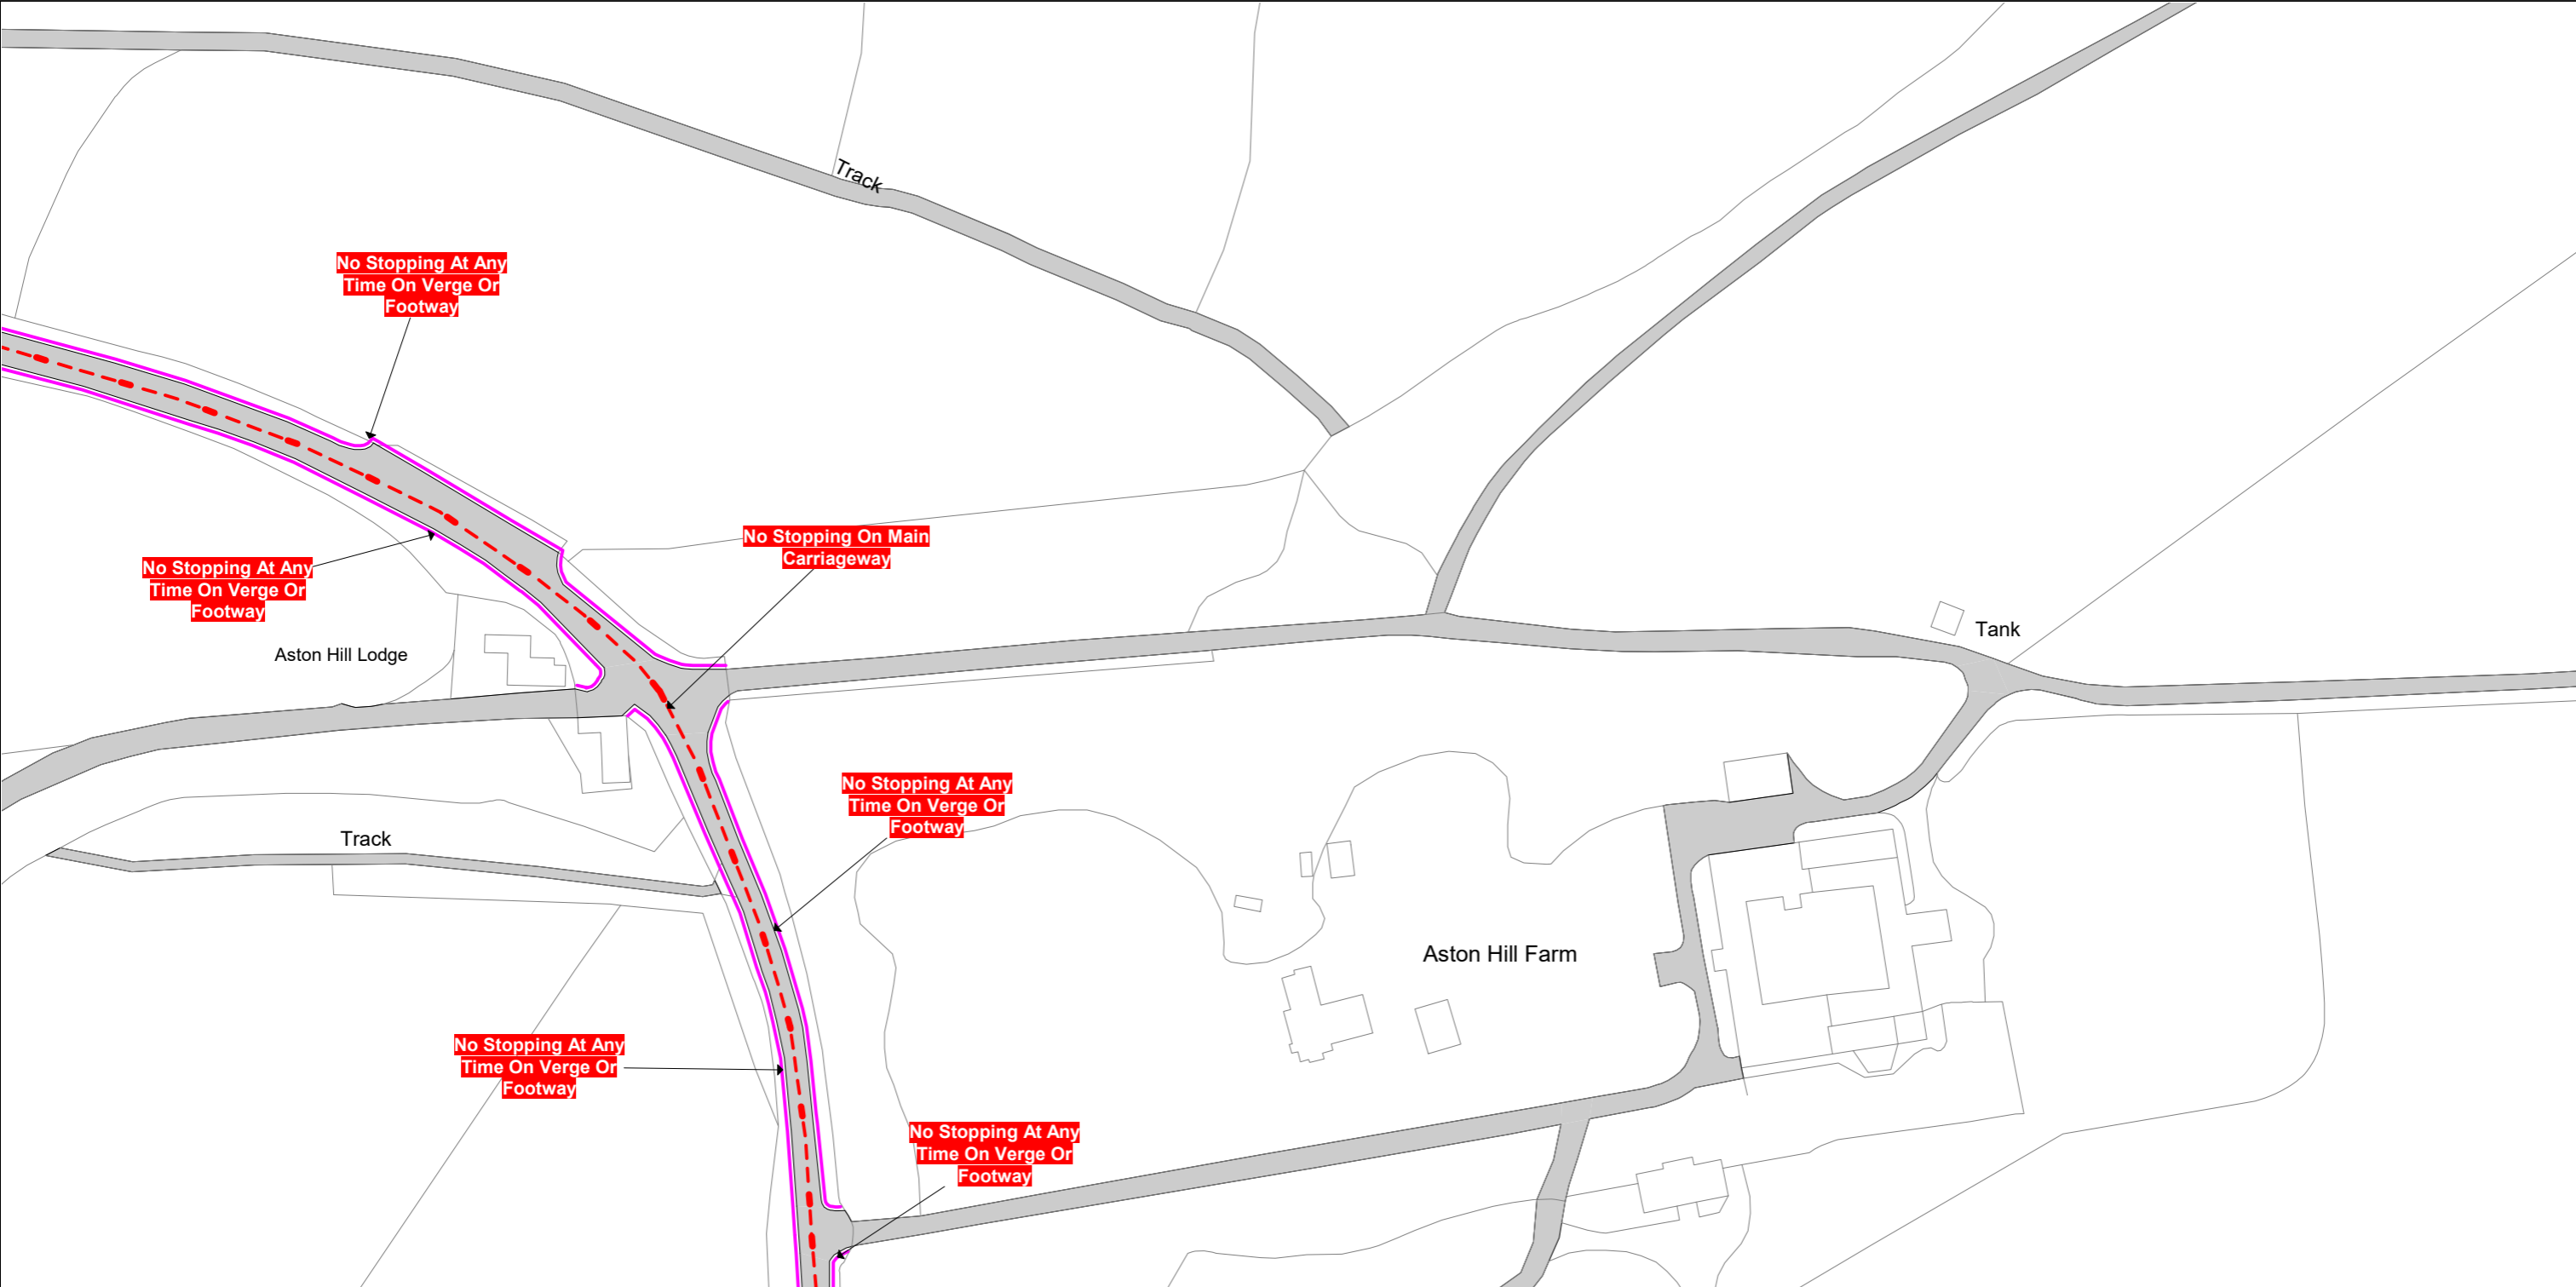 Track
No Stopping At Any
Time On Verge Or
Footway
No Stopping On Main
Carriageway
No Stopping At Any
Time On Verge Or
Footway
Aston Hill Lodge
Tank
No Stopping At Any
Time On Verge Or
Footway
Track
Aston Hill Farm
No Stopping At Any
Time On Verge Or
Footway
No Stopping At Any
Time On Verge Or
Footway